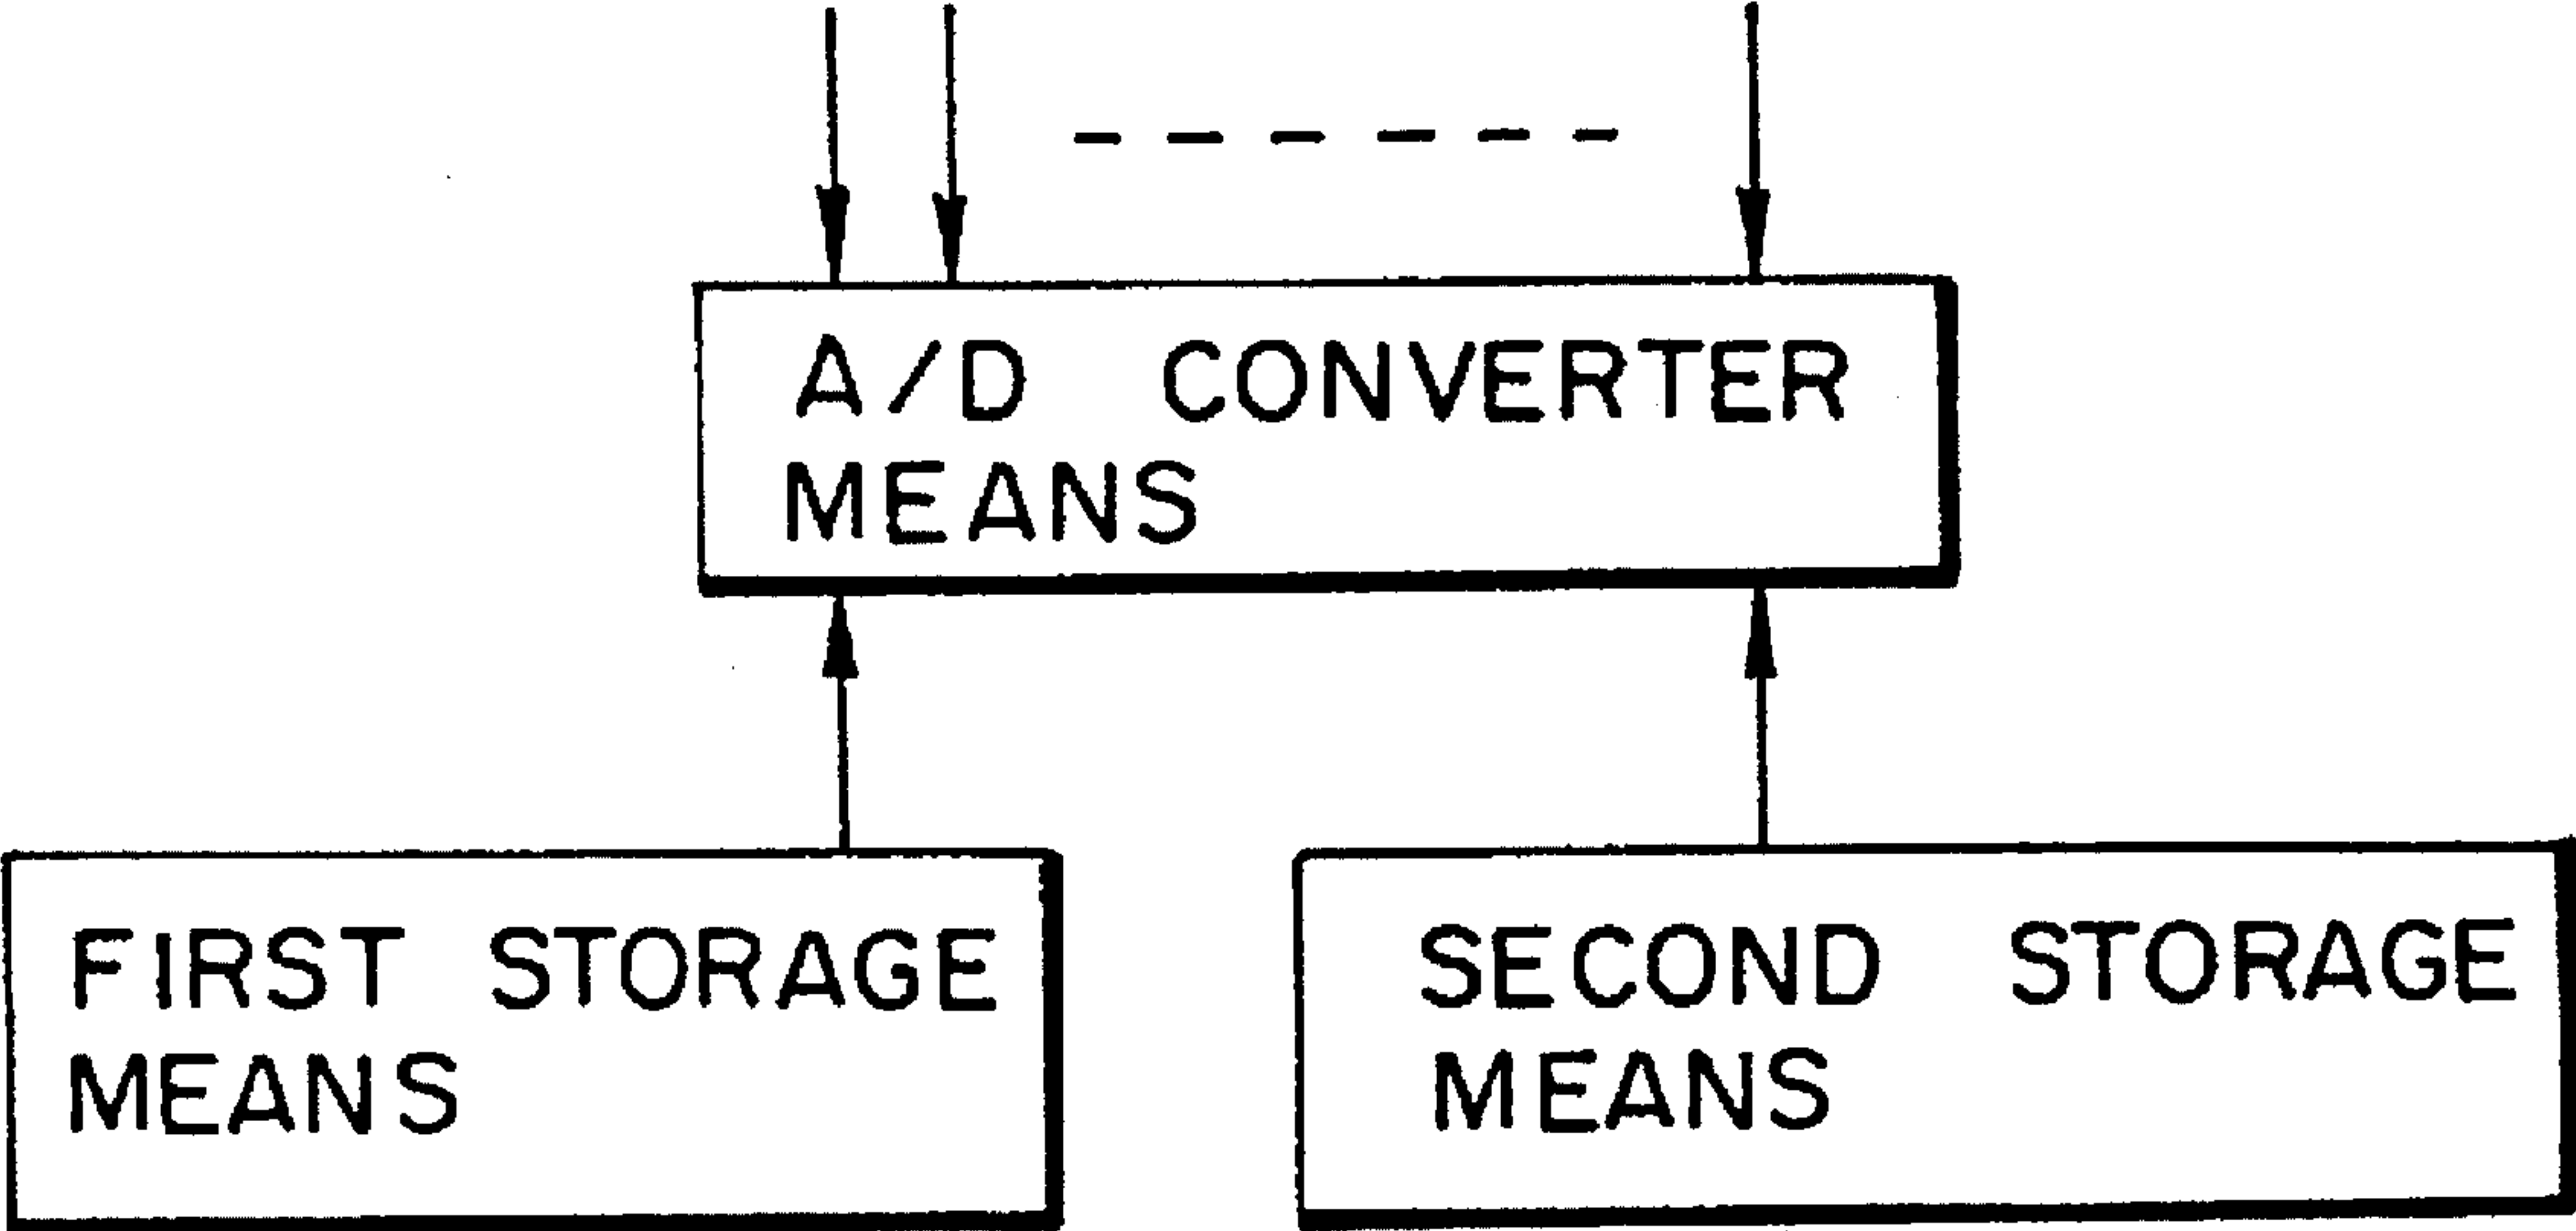 A/D CONVERTER
MEANS
FIRST STORAGE
MEANS
SECOND STORAGE
MEANS